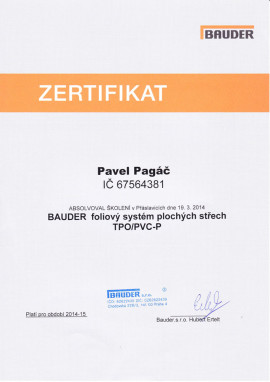 BAUDER
ZERTIFIKAT
Pavel Pagáč
IČ 67564381
ABSOLVOVAL ŠKOLENÍ v Přáslavicích dne 19. 3. 2014
BAUDER foliový systém plochých střech
TPO/PVC-P
BAUDER s.r.o.
Platí pro období 2014-15
Bauder s.r.o. Hubert Ertelt